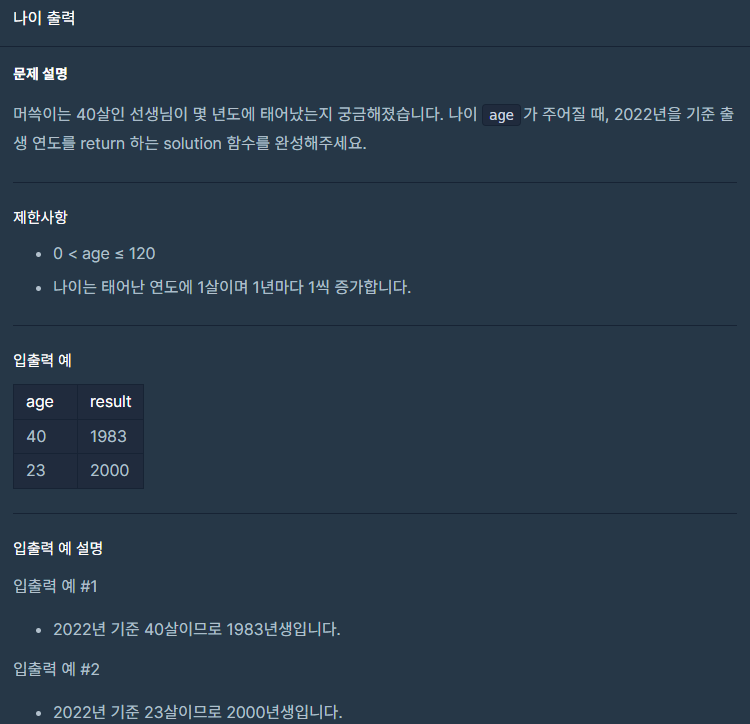 나이 출력
문제 설명
머쓱이는 40살인 선생님이 몇 년도에 태어났는지 궁금해졌습니다. 나이 age 가 주어질 때, 2022년을 기준 출
생 연도를 return 하는 solution 함수를 완성해주세요.
제한사항
• 0 < age ≤ 120
• 나이는 태어난 연도에 1살이며 1년마다 1씩 증가합니다.
입출력 예
age result
40 1983
23 2000
입출력 예 설명
입출력 예 #1
• 2022년 기준 40살이므로 1983년생입니다.
입출력 예 #2
• 2022년 기준 23살이므로 2000년생입니다.